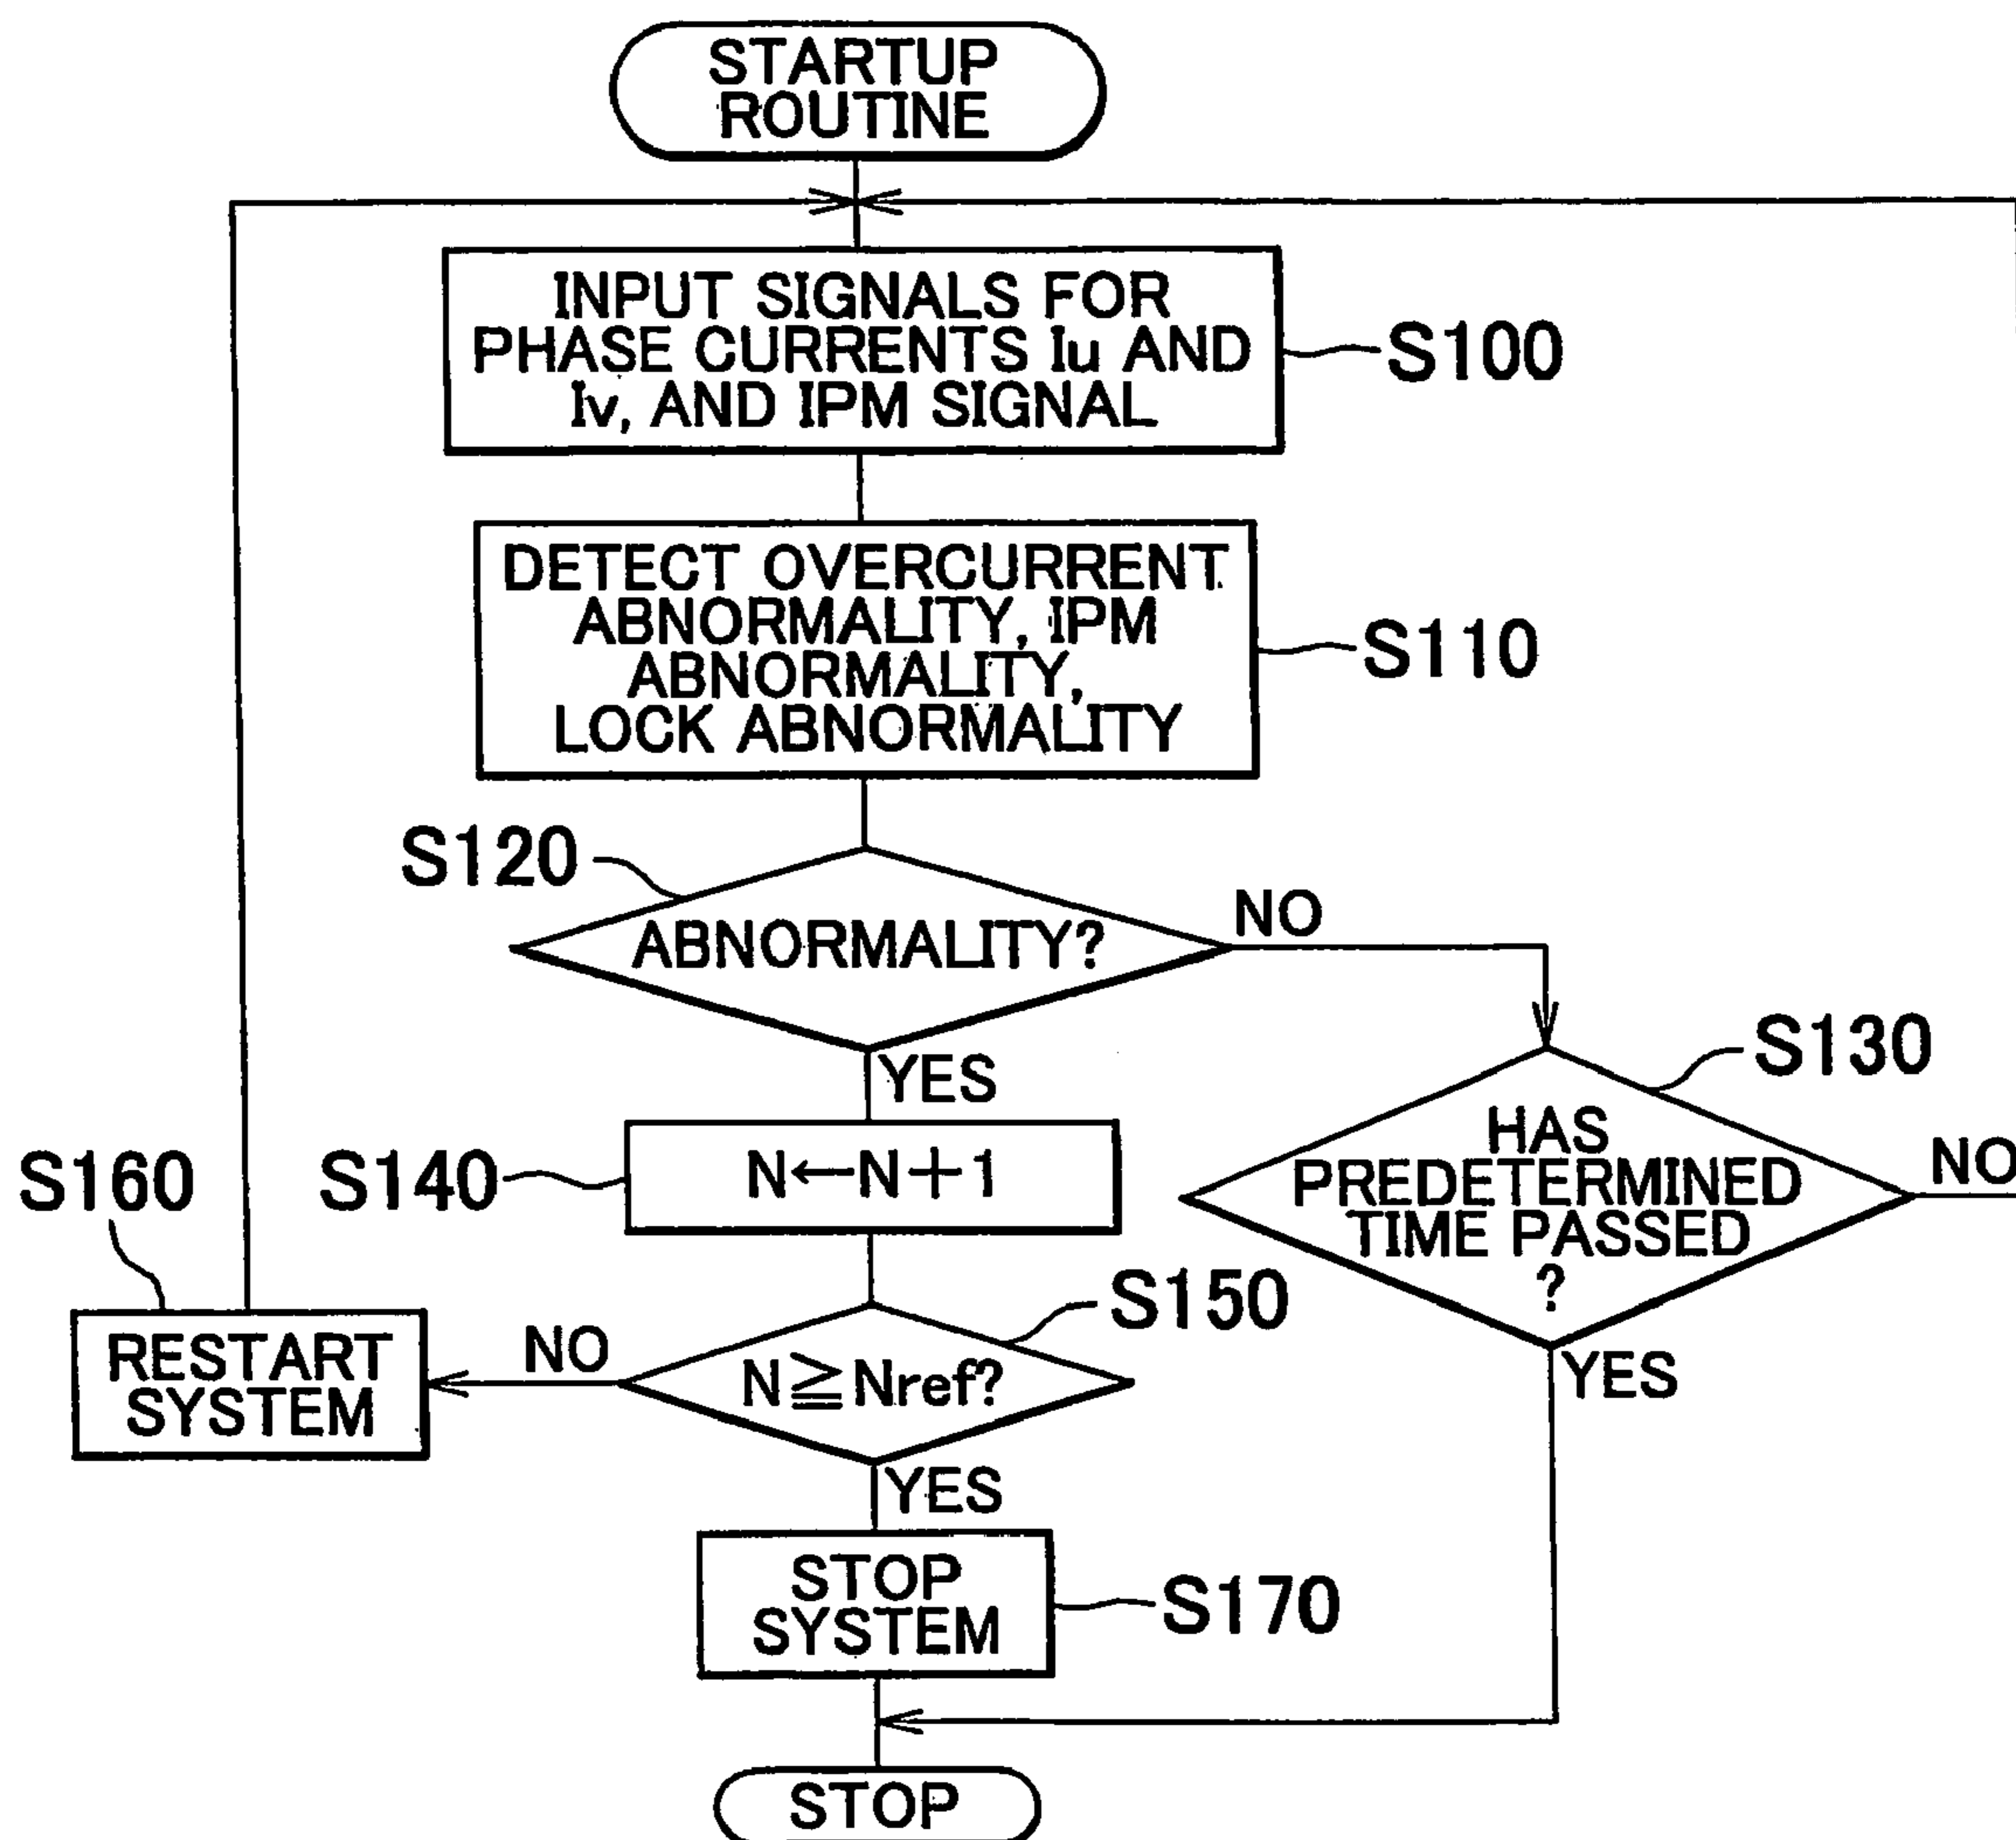 STARTUP
ROUTINE
INPUT SIGNALS FOR
PHASE CURRENTS Iu AND
Iv, AND IPM SIGNAL
S100
DETECT OVERCURRENT
ABNORMALITY, IPM
ABNORMALITY,
LOCK ABNORMALITY
S110
S120
ABNORMALITY?
NO
YES
S130
HAS
PREDETERMINED
TIME PASSED
?
NO
YES
S140
N←N+1
S150
N≧Nref?
NO
YES
S160
RESTART
SYSTEM
STOP
SYSTEM
S170
STOP